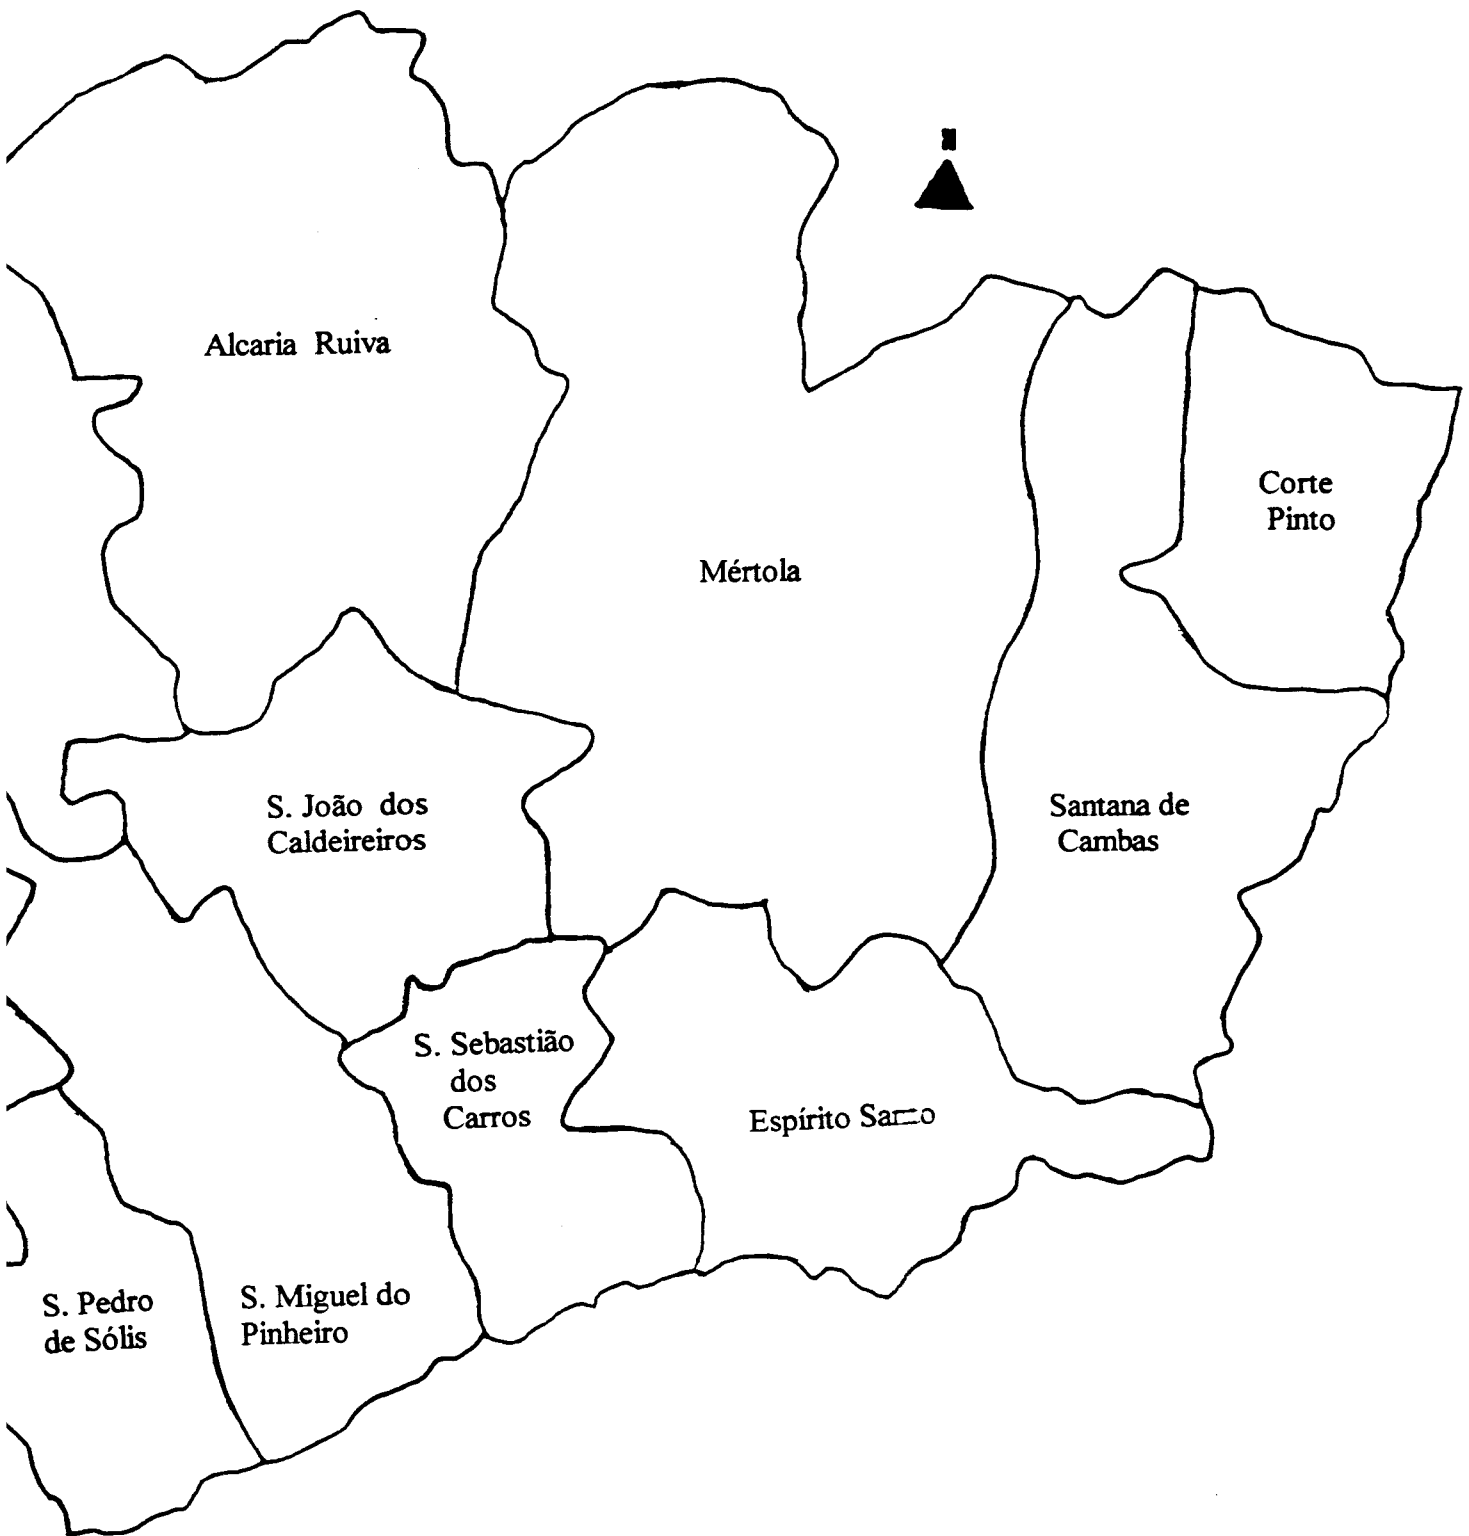 Alcaria Ruiva
Corte
Pinto
Mértola
S. João dos
Caldeireiros
Santana de
Cambas
S. Sebastião
dos
Carros
Espírito
S. Pedro
de Sólis
S. Miguel do
Pinheiro